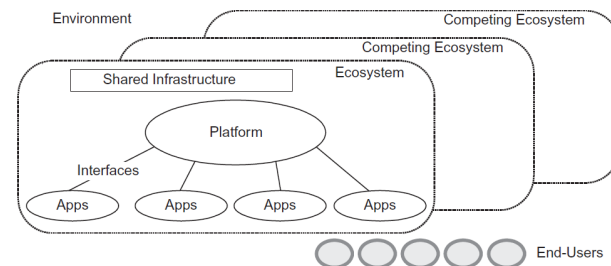 Environment
Competing Ecosystem
Competing Ecosystem
Ecosystem
Shared Infrastructure
Platform
Interfaces
Apps Apps Apps Apps
End-Users